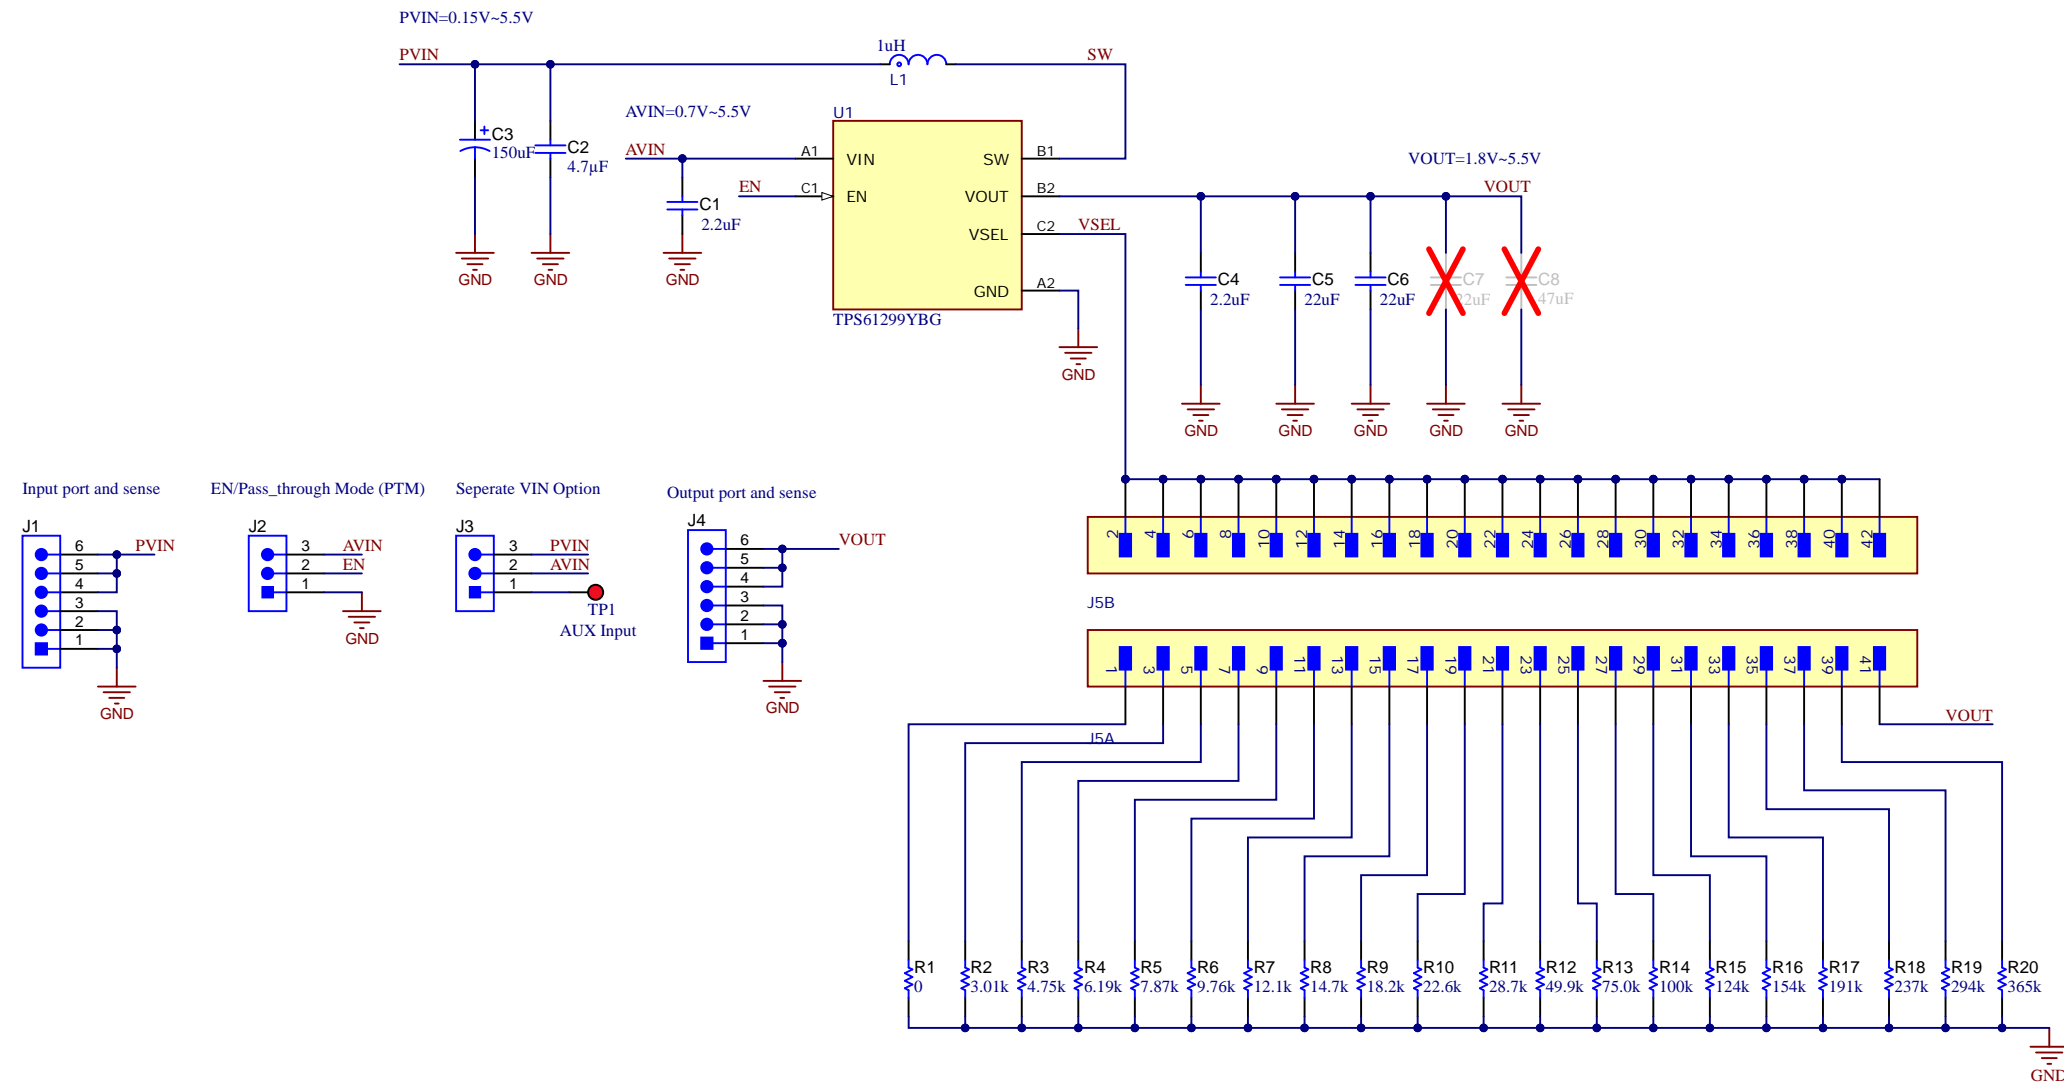 PVIN=0.15V~5.5V
PVIN
1uH
L1
SW
AVIN=0.7V~5.5V
U1
C3
150uF
C2
4.7µF
AVIN
A1
VIN
SW
B1
VOUT=1.8V~5.5V
EN
C1
EN
VOUT
B2
VOUT
C1
2.2uF
VSEL
C2
VSEL
GND
GND
GND
GND
A2
TPS61299YBG
C4
2.2uF
C5
22uF
C6
22uF
C7
22uF
C8
47uF
GND
GND
GND
GND
GND
GND
Input port and sense
EN/Pass_through Mode (PTM)
Seperate VIN Option
Output port and sense
J1
6
PVIN
5
4
3
2
1
GND
J2
3
AVIN
2
EN
1
GND
J3
3
PVIN
2
AVIN
1
TP1
AUX Input
J4
6
VOUT
5
4
3
2
1
GND
2 4 6 8 10 12 14 16 18 20 22 24 26 28 30 32 34 36 38 40 42
J5B
1 3 5 7 9 11 13 15 17 19 21 23 25 27 29 31 33 35 37 39 41
J5A
VOUT
R1 R2 R3 R4 R5 R6 R7 R8 R9 R10 R11 R12 R13 R14 R15 R16 R17 R18 R19 R20
0 3.01k 4.75k 6.19k 7.87k 9.76k 12.1k 14.7k 18.2k 22.6k 28.7k 49.9k 75.0k 100k 124k 154k 191k 237k 294k 365k
GND